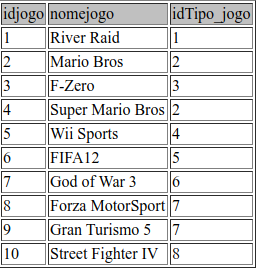 idjogo nomejogo idTipo_jogo
1 River Raid 1
2 Mario Bros 2
3 F-Zero 3
4 Super Mario Bros 2
5 Wii Sports 4
6 FIFA12 5
7 God of War 3 6
8 Forza MotorSport 7
9 Gran Turismo 5 7
10 Street Fighter IV 8